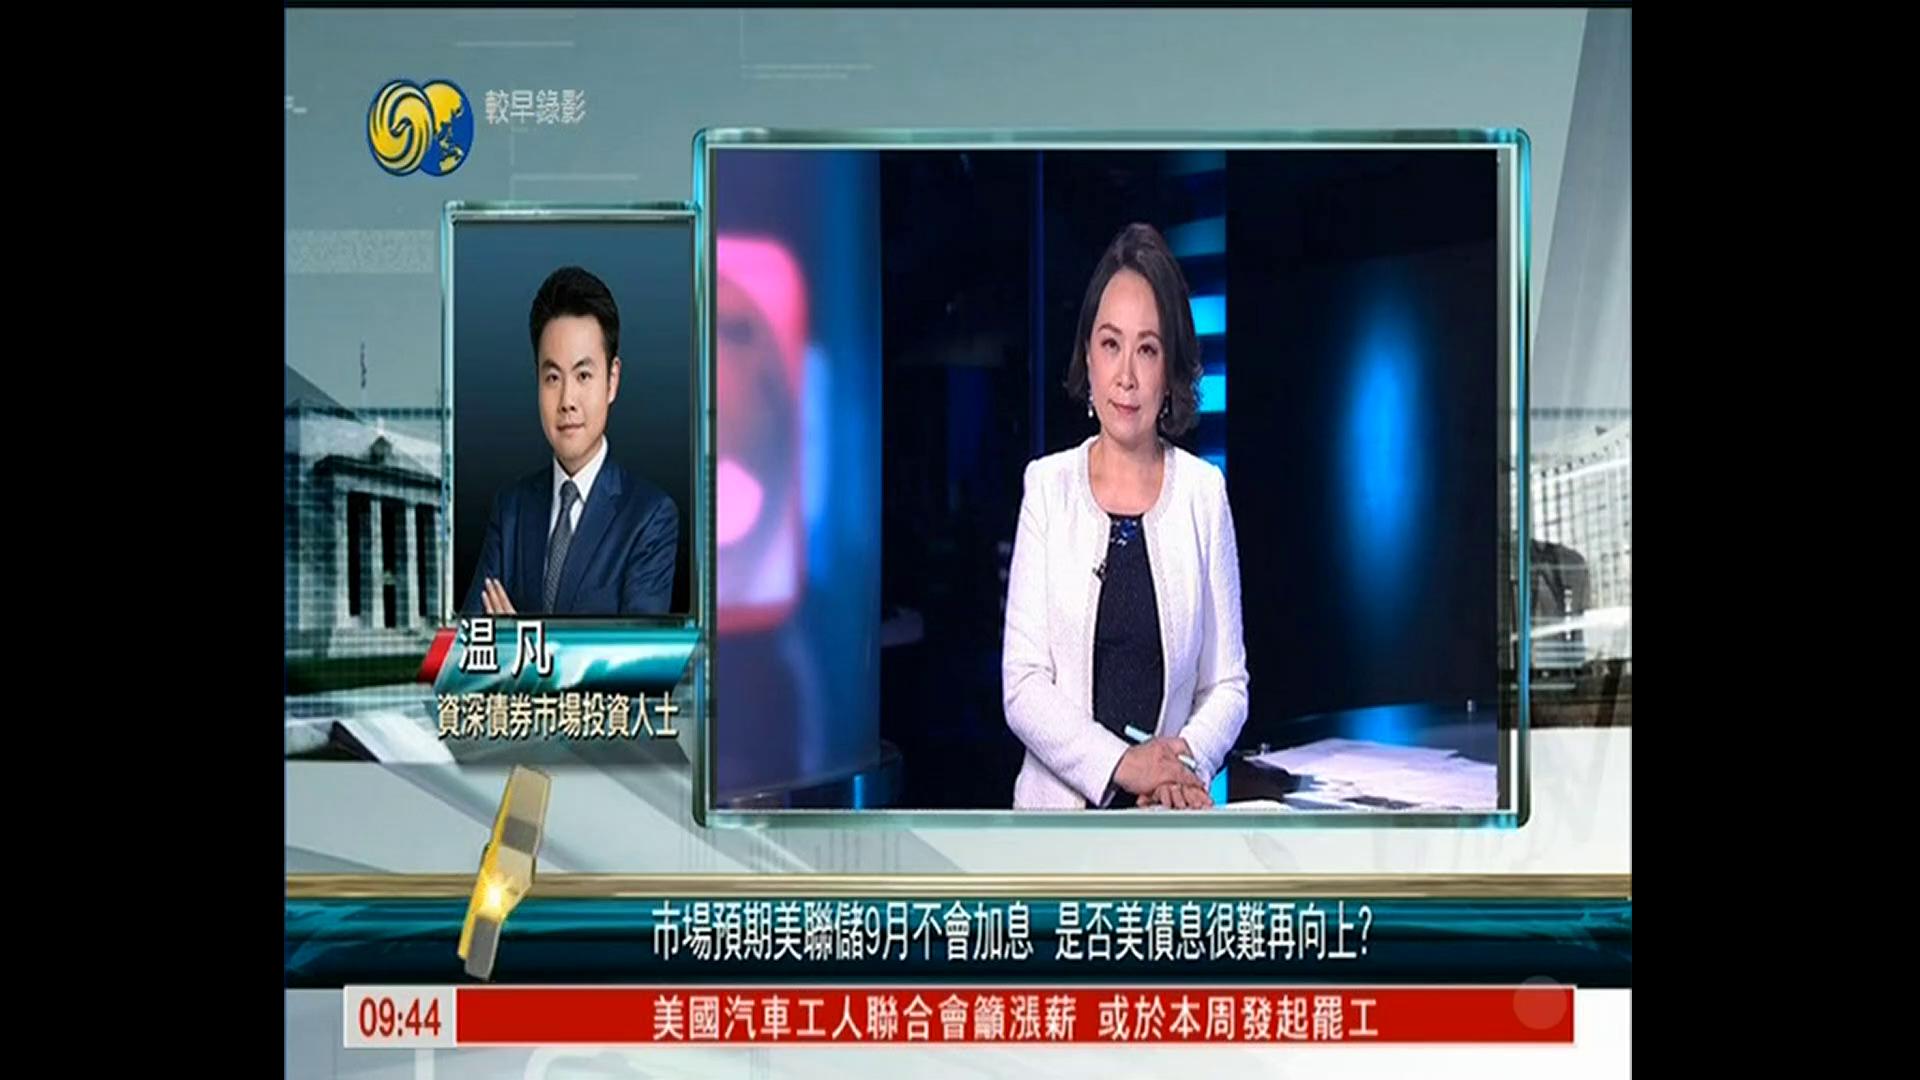 較早錄影
温凡
資深債券市場投資人士
市場預期美聯儲9月不會加息 是否美債息很難再向上?
09:44
美國汽車工人聯合會籲漲薪 或於本周發起罷工